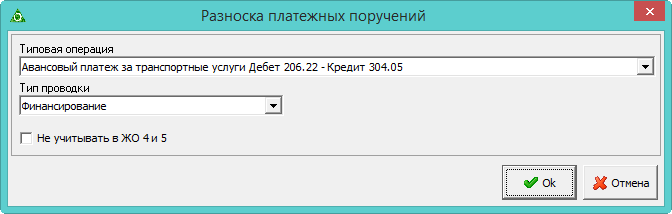 Разноска платежных поручений
Типовая операция
Авансовый платеж за транспортные услуги Дебет 206.22 - Кредит 304.05
Тип проводки
Финансирование
Не учитывать в ЖО 4 и 5
Ok
Отмена